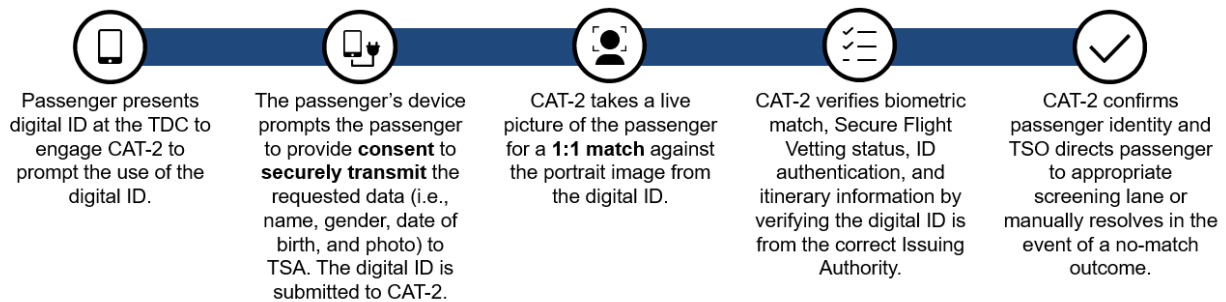 Passenger presents
digital ID at the TDC to
engage CAT-2 to
prompt the use of the
digital ID.
The passenger’s device
prompts the passenger
to provide consent to
securely transmit the
requested data (i.e.,
name, gender, date of
birth, and photo) to
TSA. The digital ID is
submitted to CAT-2.
CAT-2 takes a live
picture of the passenger
for a 1:1 match against
the portrait image from
the digital ID.
CAT-2 verifies biometric
match, Secure Flight
Vetting status, ID
authentication, and
itinerary information by
verifying the digital ID is
from the correct Issuing
Authority.
CAT-2 confirms
passenger identity and
TSO directs passenger
to appropriate
screening lane or
manually resolves in the
event of a no-match
outcome.